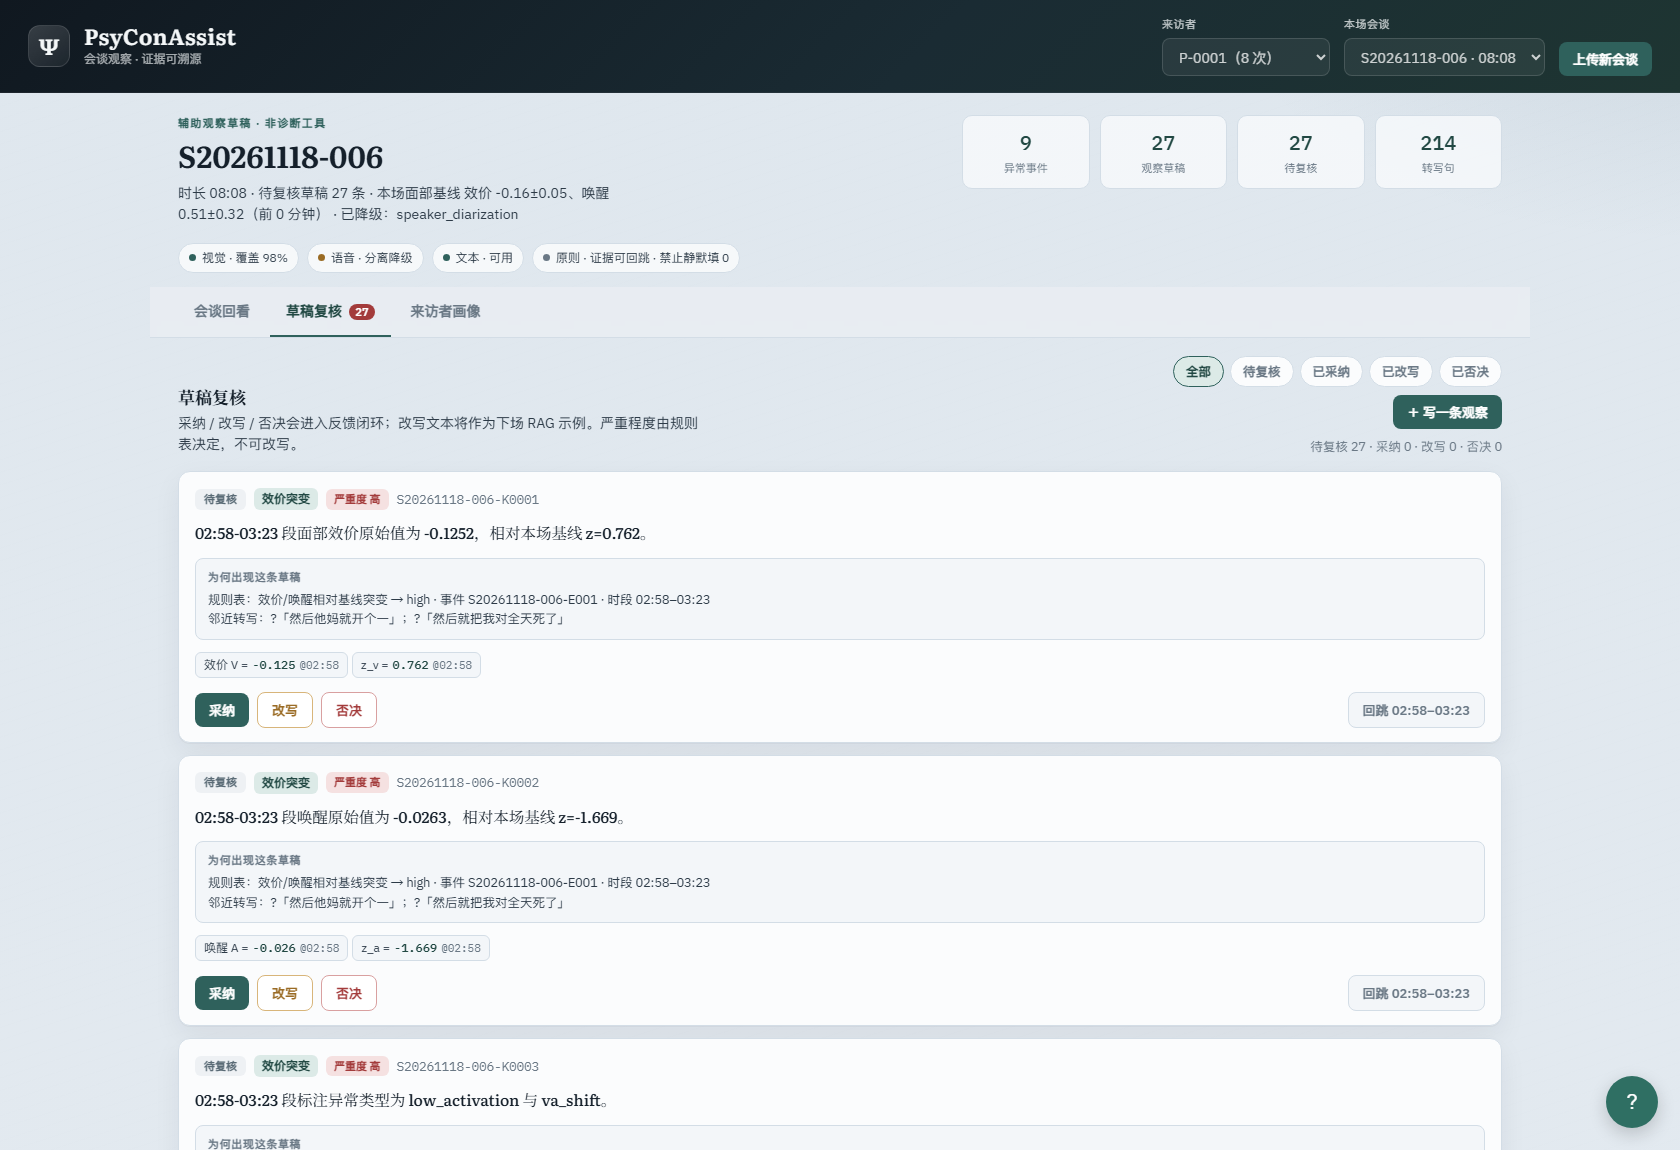 Ψ
PsyConAssist
会谈观察 · 证据可溯源
来访者
P-0001（8 次）
本场会谈
S20261118-006 · 08:08
上传新会谈
辅助观察草稿 · 非诊断工具
S20261118-006
时长 08:08 · 待复核草稿 27 条 · 本场面部基线 效价 -0.16±0.05、唤醒
0.51±0.32（前 0 分钟） · 已降级：speaker_diarization
9
异常事件
27
观察草稿
27
待复核
214
转写句
视觉 · 覆盖 98%
语音 · 分离降级
文本 · 可用
原则 · 证据可回跳 · 禁止静默填 0
会谈回看
草稿复核 27
来访者画像
全部
待复核
已采纳
已改写
已否决
草稿复核
采纳 / 改写 / 否决会进入反馈闭环；改写文本将作为下场 RAG 示例。严重程度由规则
表决定，不可改写。
+ 写一条观察
待复核 27 · 采纳 0 · 改写 0 · 否决 0
待复核 效价突变 严重度 高 S20261118-006-K0001
02:58-03:23 段面部效价原始值为 -0.1252，相对本场基线 z=0.762。
为何出现这条草稿
规则表：效价/唤醒相对基线突变 → high · 事件 S20261118-006-E001 · 时段 02:58–03:23
邻近转写：?「然后他妈就开个一」；?「然后就把我对全天死了」
效价 V = -0.125 @02:58
z_v = 0.762 @02:58
采纳
改写
否决
回跳 02:58–03:23
待复核 效价突变 严重度 高 S20261118-006-K0002
02:58-03:23 段唤醒原始值为 -0.0263，相对本场基线 z=-1.669。
为何出现这条草稿
规则表：效价/唤醒相对基线突变 → high · 事件 S20261118-006-E001 · 时段 02:58–03:23
邻近转写：?「然后他妈就开个一」；?「然后就把我对全天死了」
唤醒 A = -0.026 @02:58
z_a = -1.669 @02:58
采纳
改写
否决
回跳 02:58–03:23
待复核 效价突变 严重度 高 S20261118-006-K0003
02:58-03:23 段标注异常类型为 low_activation 与 va_shift。
为何出现这条草稿
?